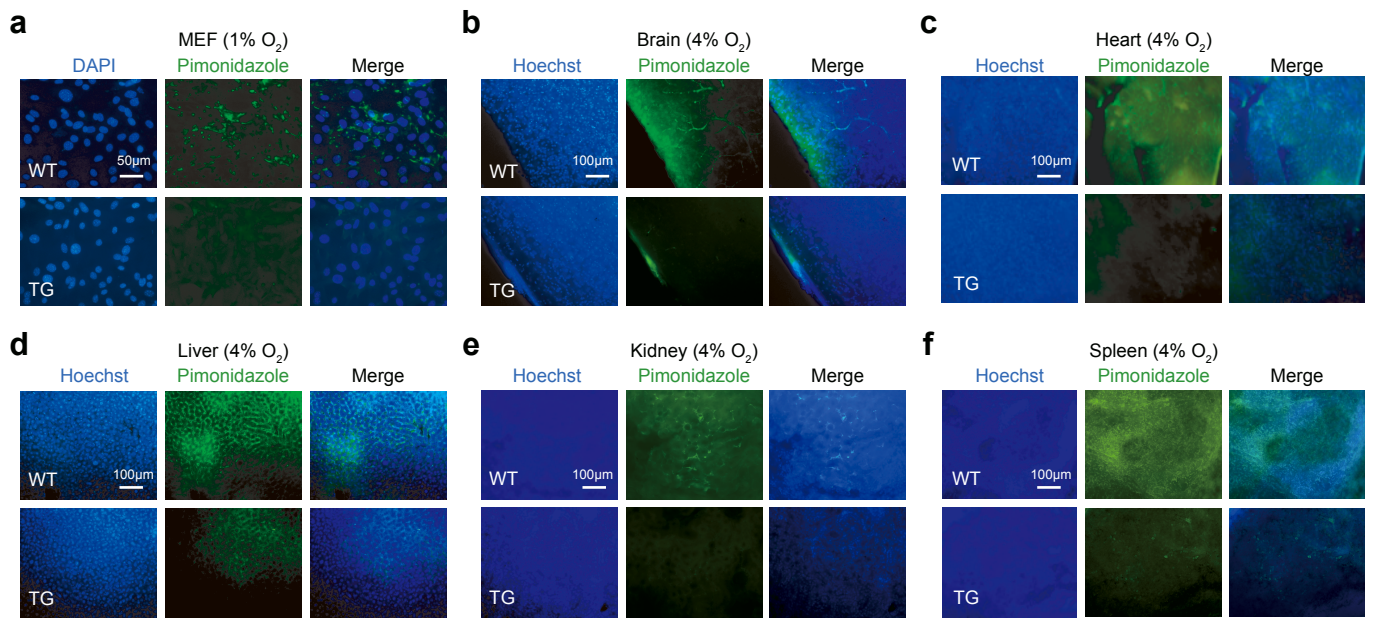 a
MEF (1% O2)
DAPI Pimonidazole Merge
WT
50μm
TG
b
Brain (4% O2)
Hoechst Pimonidazole Merge
WT
100μm
TG
c
Heart (4% O2)
Hoechst Pimonidazole Merge
WT
100μm
TG
d
Liver (4% O2)
Hoechst Pimonidazole Merge
WT
100μm
TG
e
Kidney (4% O2)
Hoechst Pimonidazole Merge
WT
100μm
TG
f
Spleen (4% O2)
Hoechst Pimonidazole Merge
WT
100μm
TG